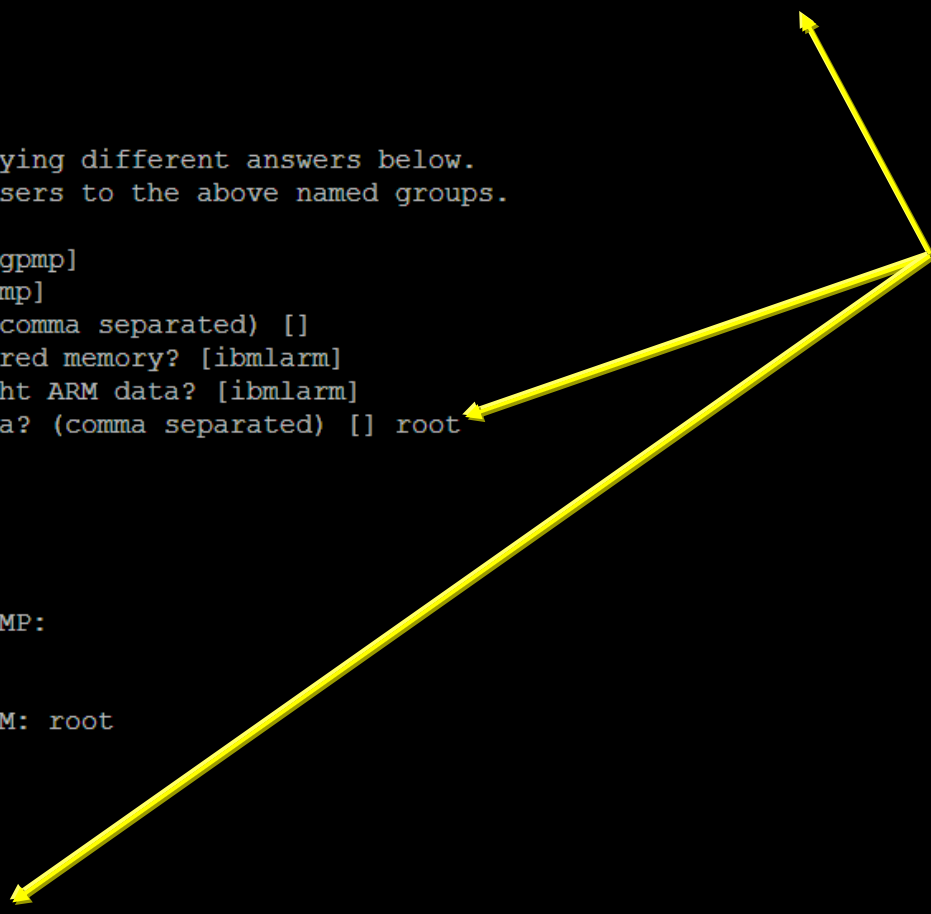 ying different answers below.
sers to the above named groups.
gpmp]
mp]
comma separated) []
red memory? [ibmlarm]
ht ARM data? [ibmlarm]
a? (comma separated) [] root
MP:
M: root